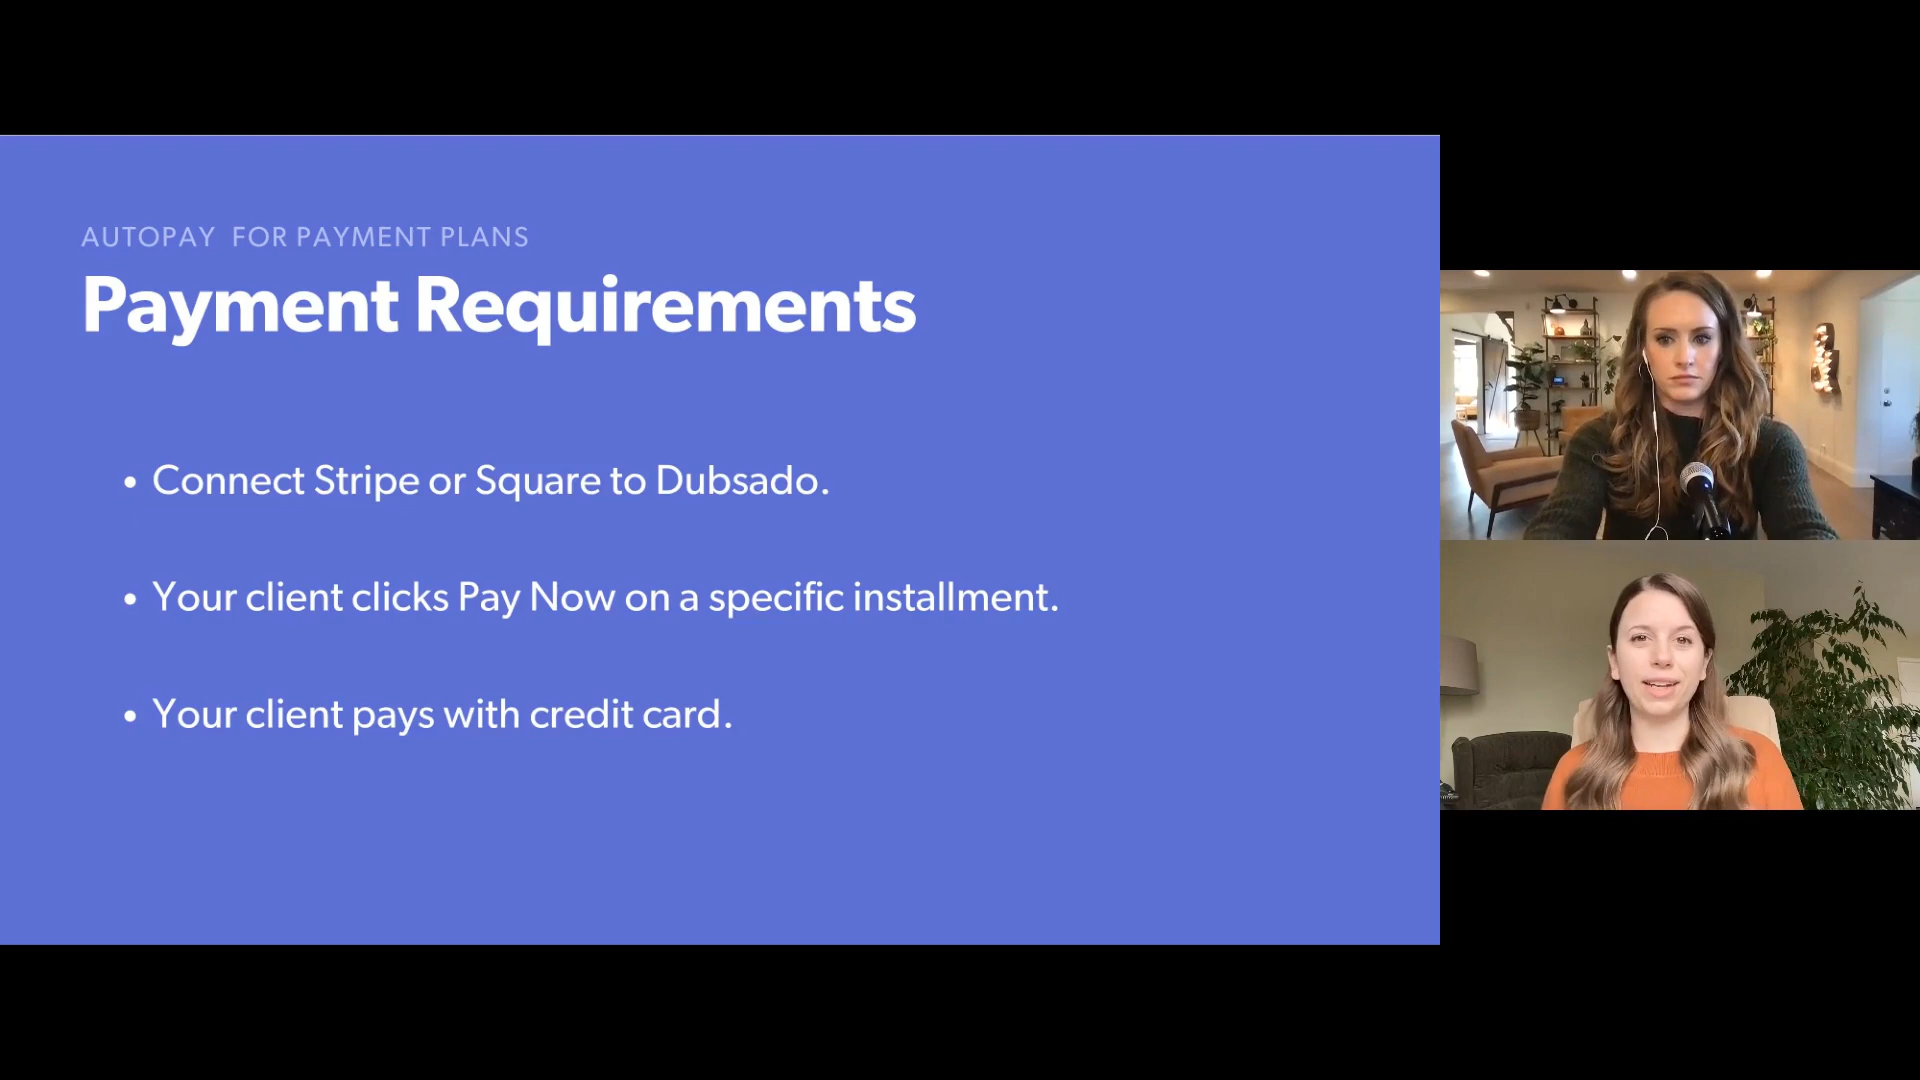 AUTOPAY FOR PAYMENT PLANS
Payment Requirements
• Connect Stripe or Square to Dubsado.
• Your client clicks Pay Now on a specific installment.
• Your client pays with credit card.